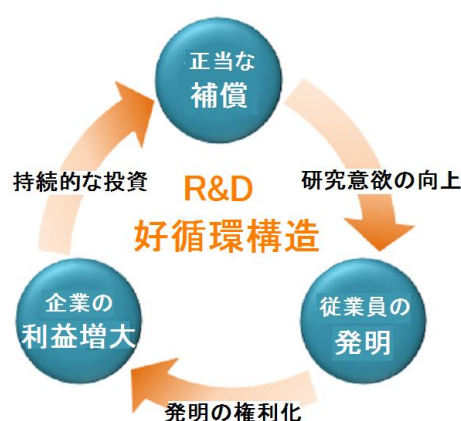 正当な
補償
持続的な投資
研究意欲の向上
R&D
好循環構造
企業の
利益増大
従業員の
発明
発明の権利化